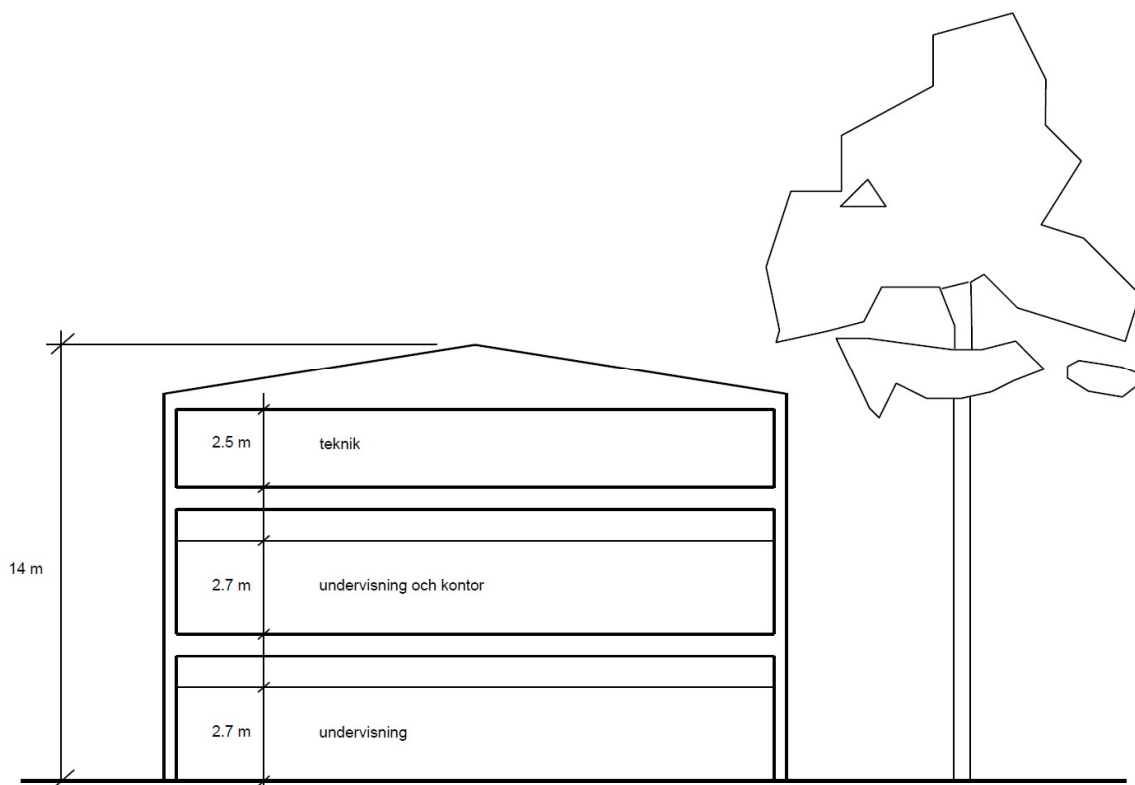 2.5 m teknik
14 m
2.7 m undervisning och kontor
2.7 m undervisning